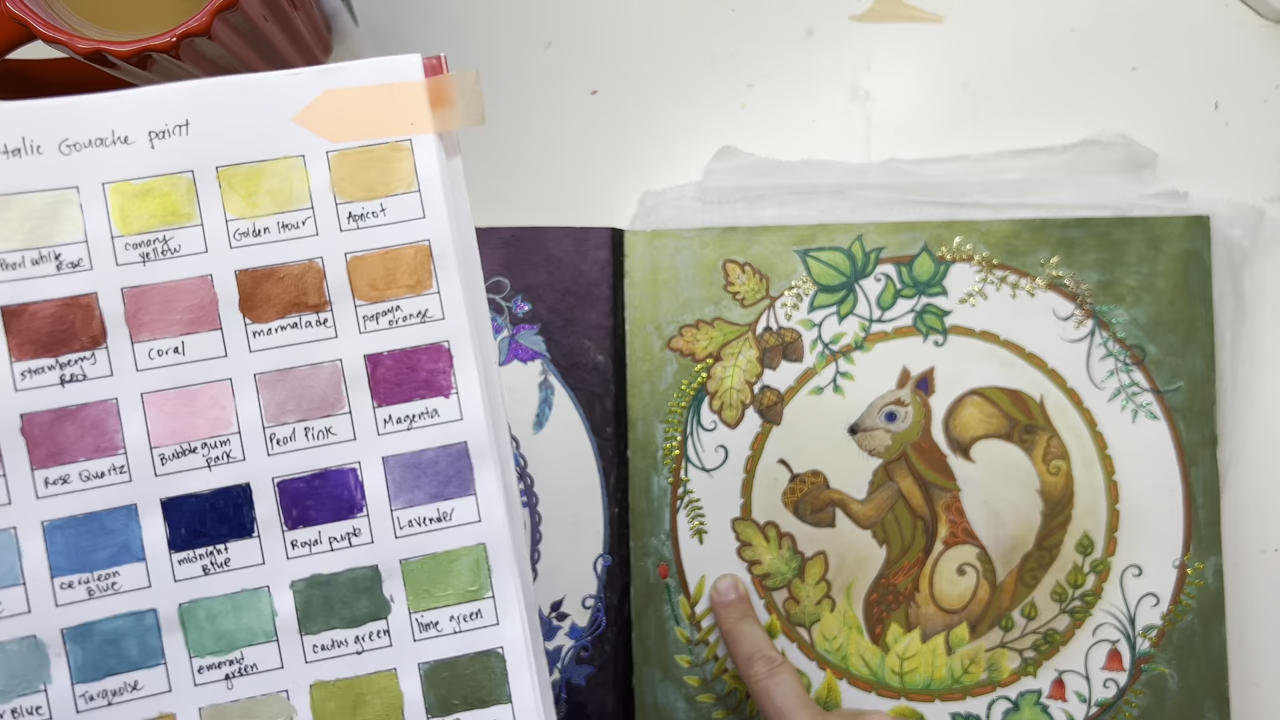 talic Gouache paint
Pearl white Rose
canary yellow
Golden Hour
Apricot
strawberry Red
Coral
marmalade
papaya orange
Rose Quartz
Bubblegum pink
Pearl Pink
Magenta
cerulean Blue
midnight Blue
Royal purple
Lavender
r Blue
Turquoise
emerald green
cactus green
lime green